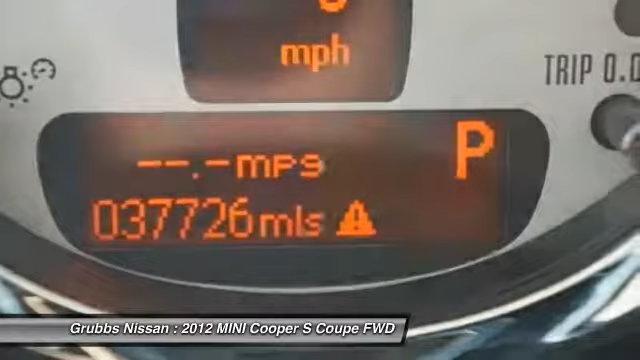 mph
TRIP 0.0
--.-mpg
P
037726mls
Grubbs Nissan : 2012 MINI Cooper S Coupe FWD